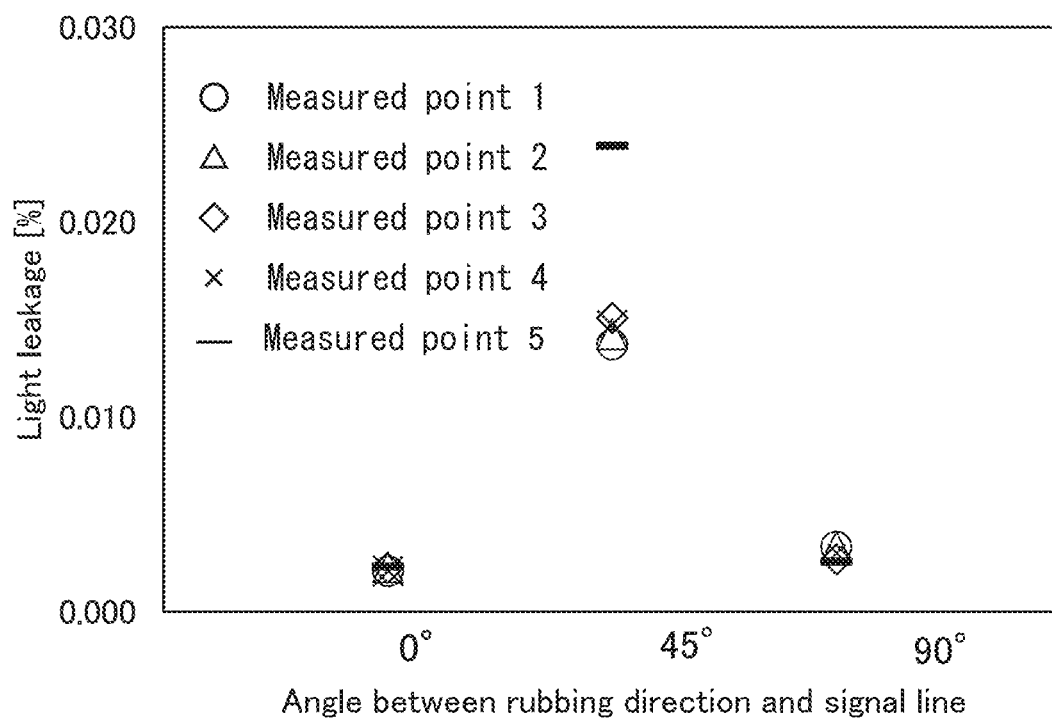 0.030
Measured point 1
Measured point 2
Measured point 3
Measured point 4
Measured point 5
0.020
0.010
0.000
Light leakage [%]
0° 45° 90°
Angle between rubbing direction and signal line